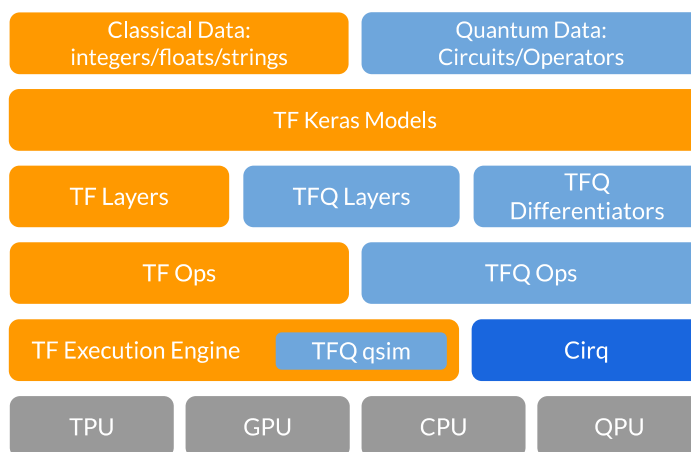 Classical Data:
integers/floats/strings
Quantum Data:
Circuits/Operators
TF Keras Models
TF Layers
TFQ Layers
TFQ
Differentiators
TF Ops
TFQ Ops
TF Execution Engine
TFQ qsim
Cirq
TPU
GPU
CPU
QPU